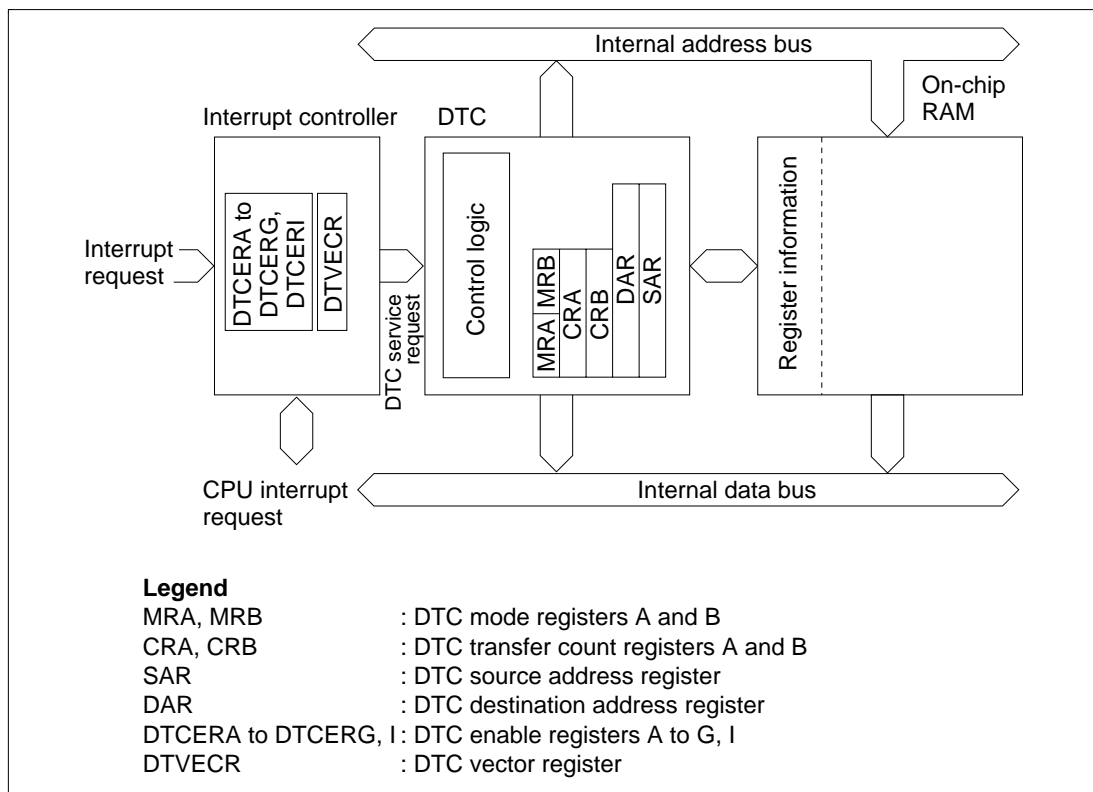 Internal address bus
On-chip
RAM
Interrupt controller
DTC
Interrupt
request
DTCERA to
DTCERG,
DTCERI
DTVECR
DTC service
request
Control logic
MRA MRB
CRA
CRB
DAR
SAR
Register information
CPU interrupt
request
Internal data bus
Legend
MRA, MRB : DTC mode registers A and B
CRA, CRB : DTC transfer count registers A and B
SAR : DTC source address register
DAR : DTC destination address register
DTCERA to DTCERG, I : DTC enable registers A to G, I
DTVECR : DTC vector register